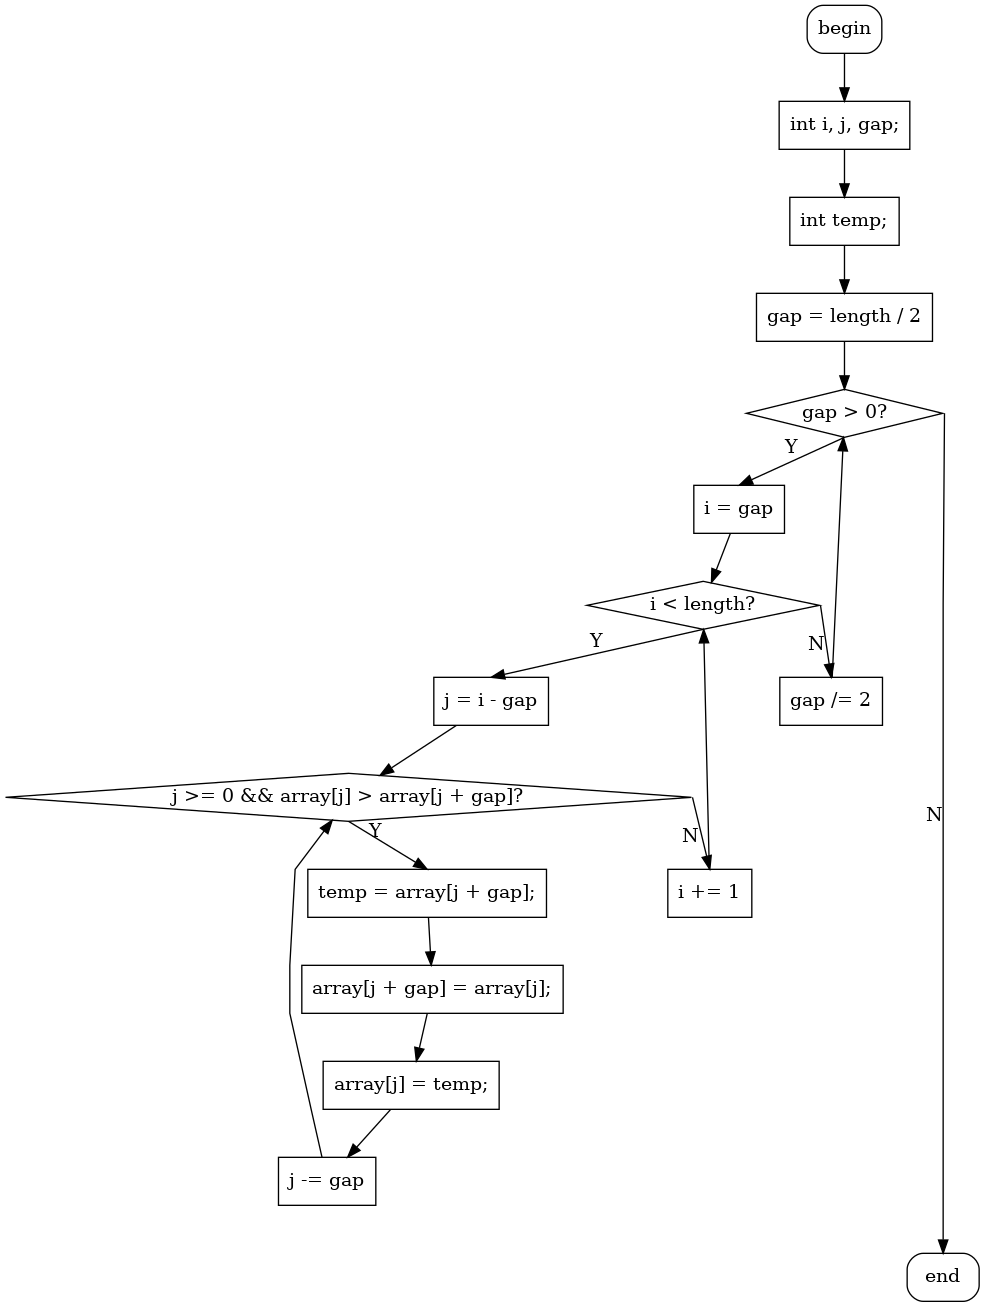 begin
int i, j, gap;
int temp;
gap = length / 2
gap > 0?
Y
i = gap
i < length?
Y
N
j = i - gap
gap /= 2
j >= 0 && array[j] > array[j + gap]?
N
Y
N
temp = array[j + gap];
i += 1
array[j + gap] = array[j];
array[j] = temp;
j -= gap
end